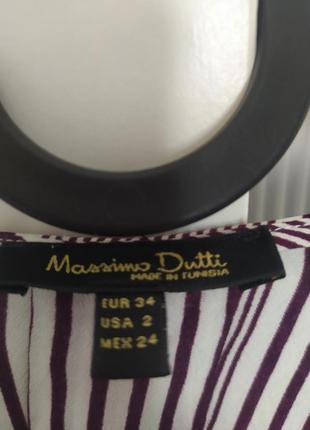 Massimo Dutti
MADE IN TUNISIA
EUR 34
USA 2
MEX 24